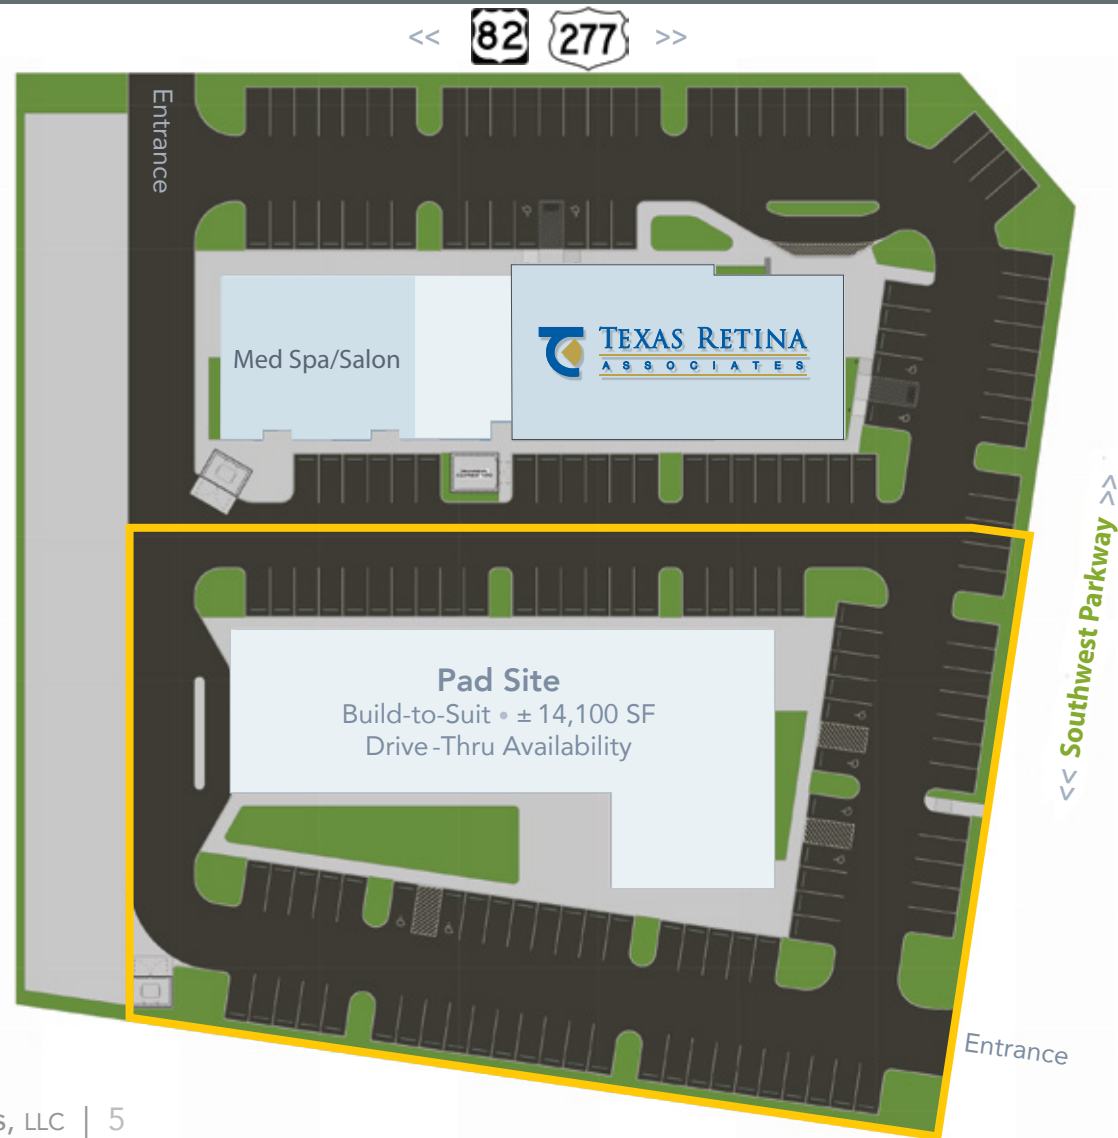 << 82 277 >>
Entrance
Med Spa/Salon
TEXAS RETINA
ASSOCIATES
<< Southwest Parkway >>
Pad Site
Build-to-Suit • ± 14,100 SF
Drive-Thru Availability
Entrance
s, LLC | 5